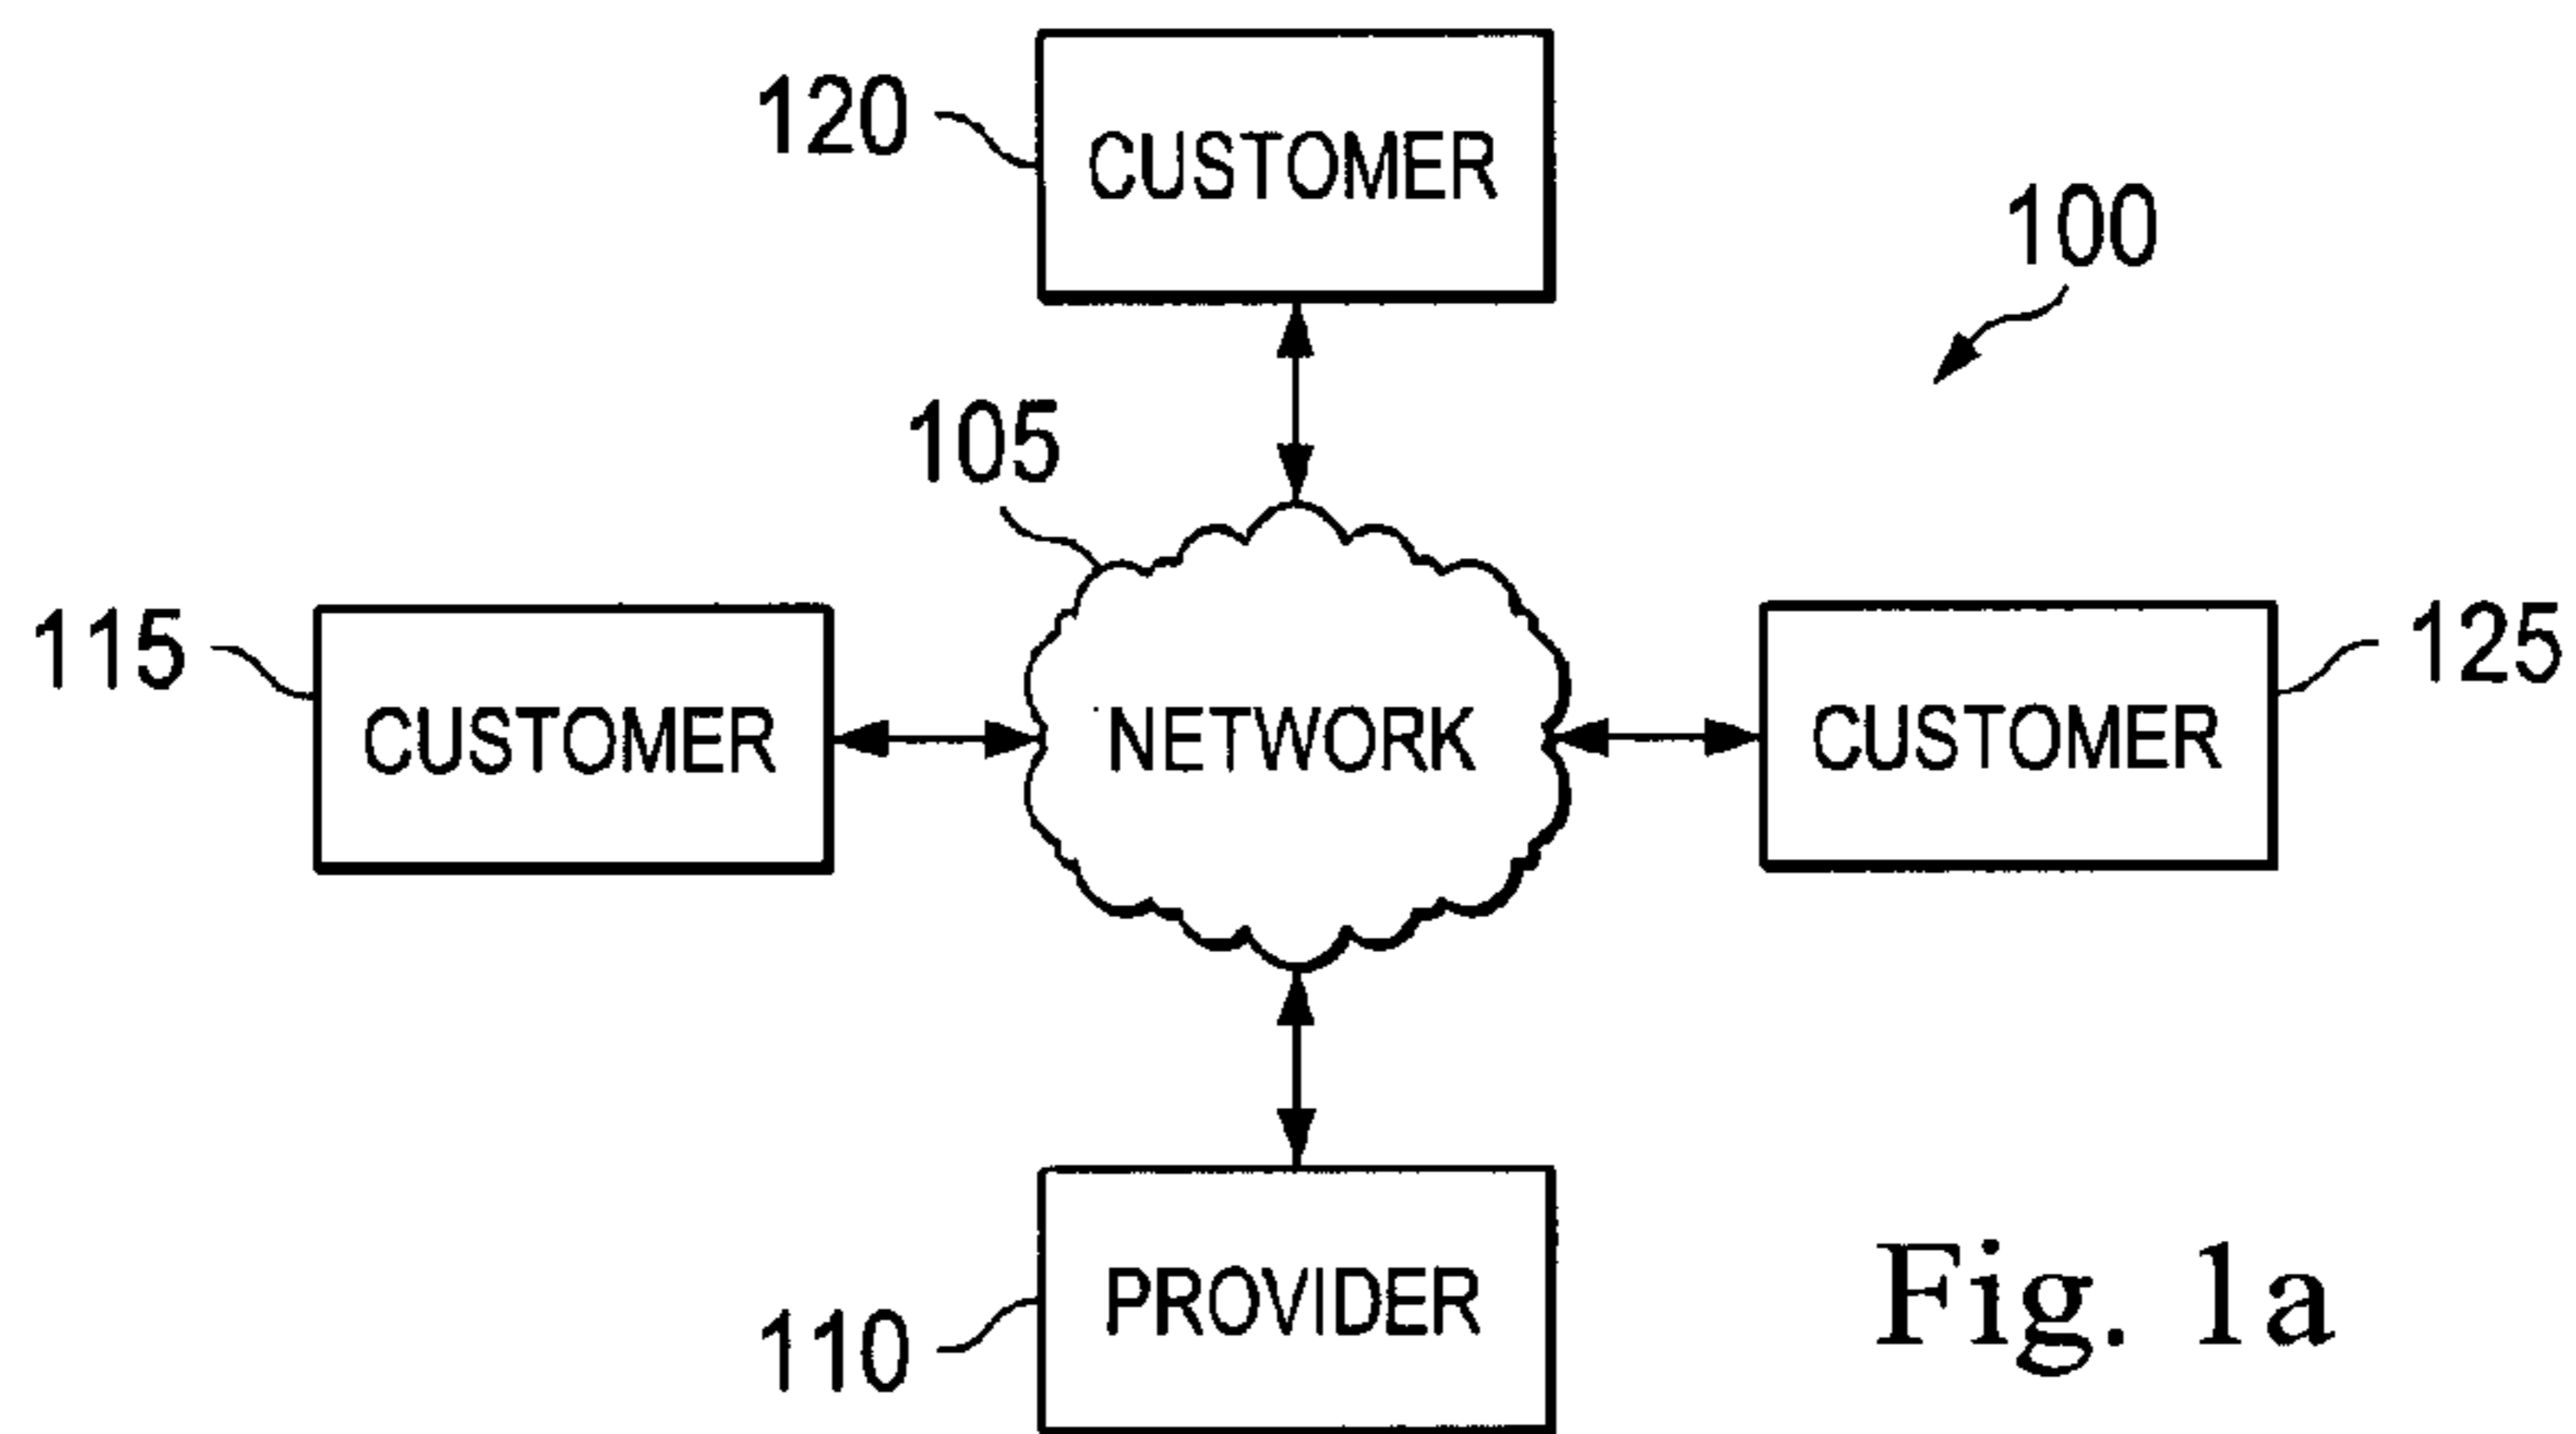 120
CUSTOMER
100
105
115
CUSTOMER
NETWORK
CUSTOMER
125
110
PROVIDER
Fig. 1a